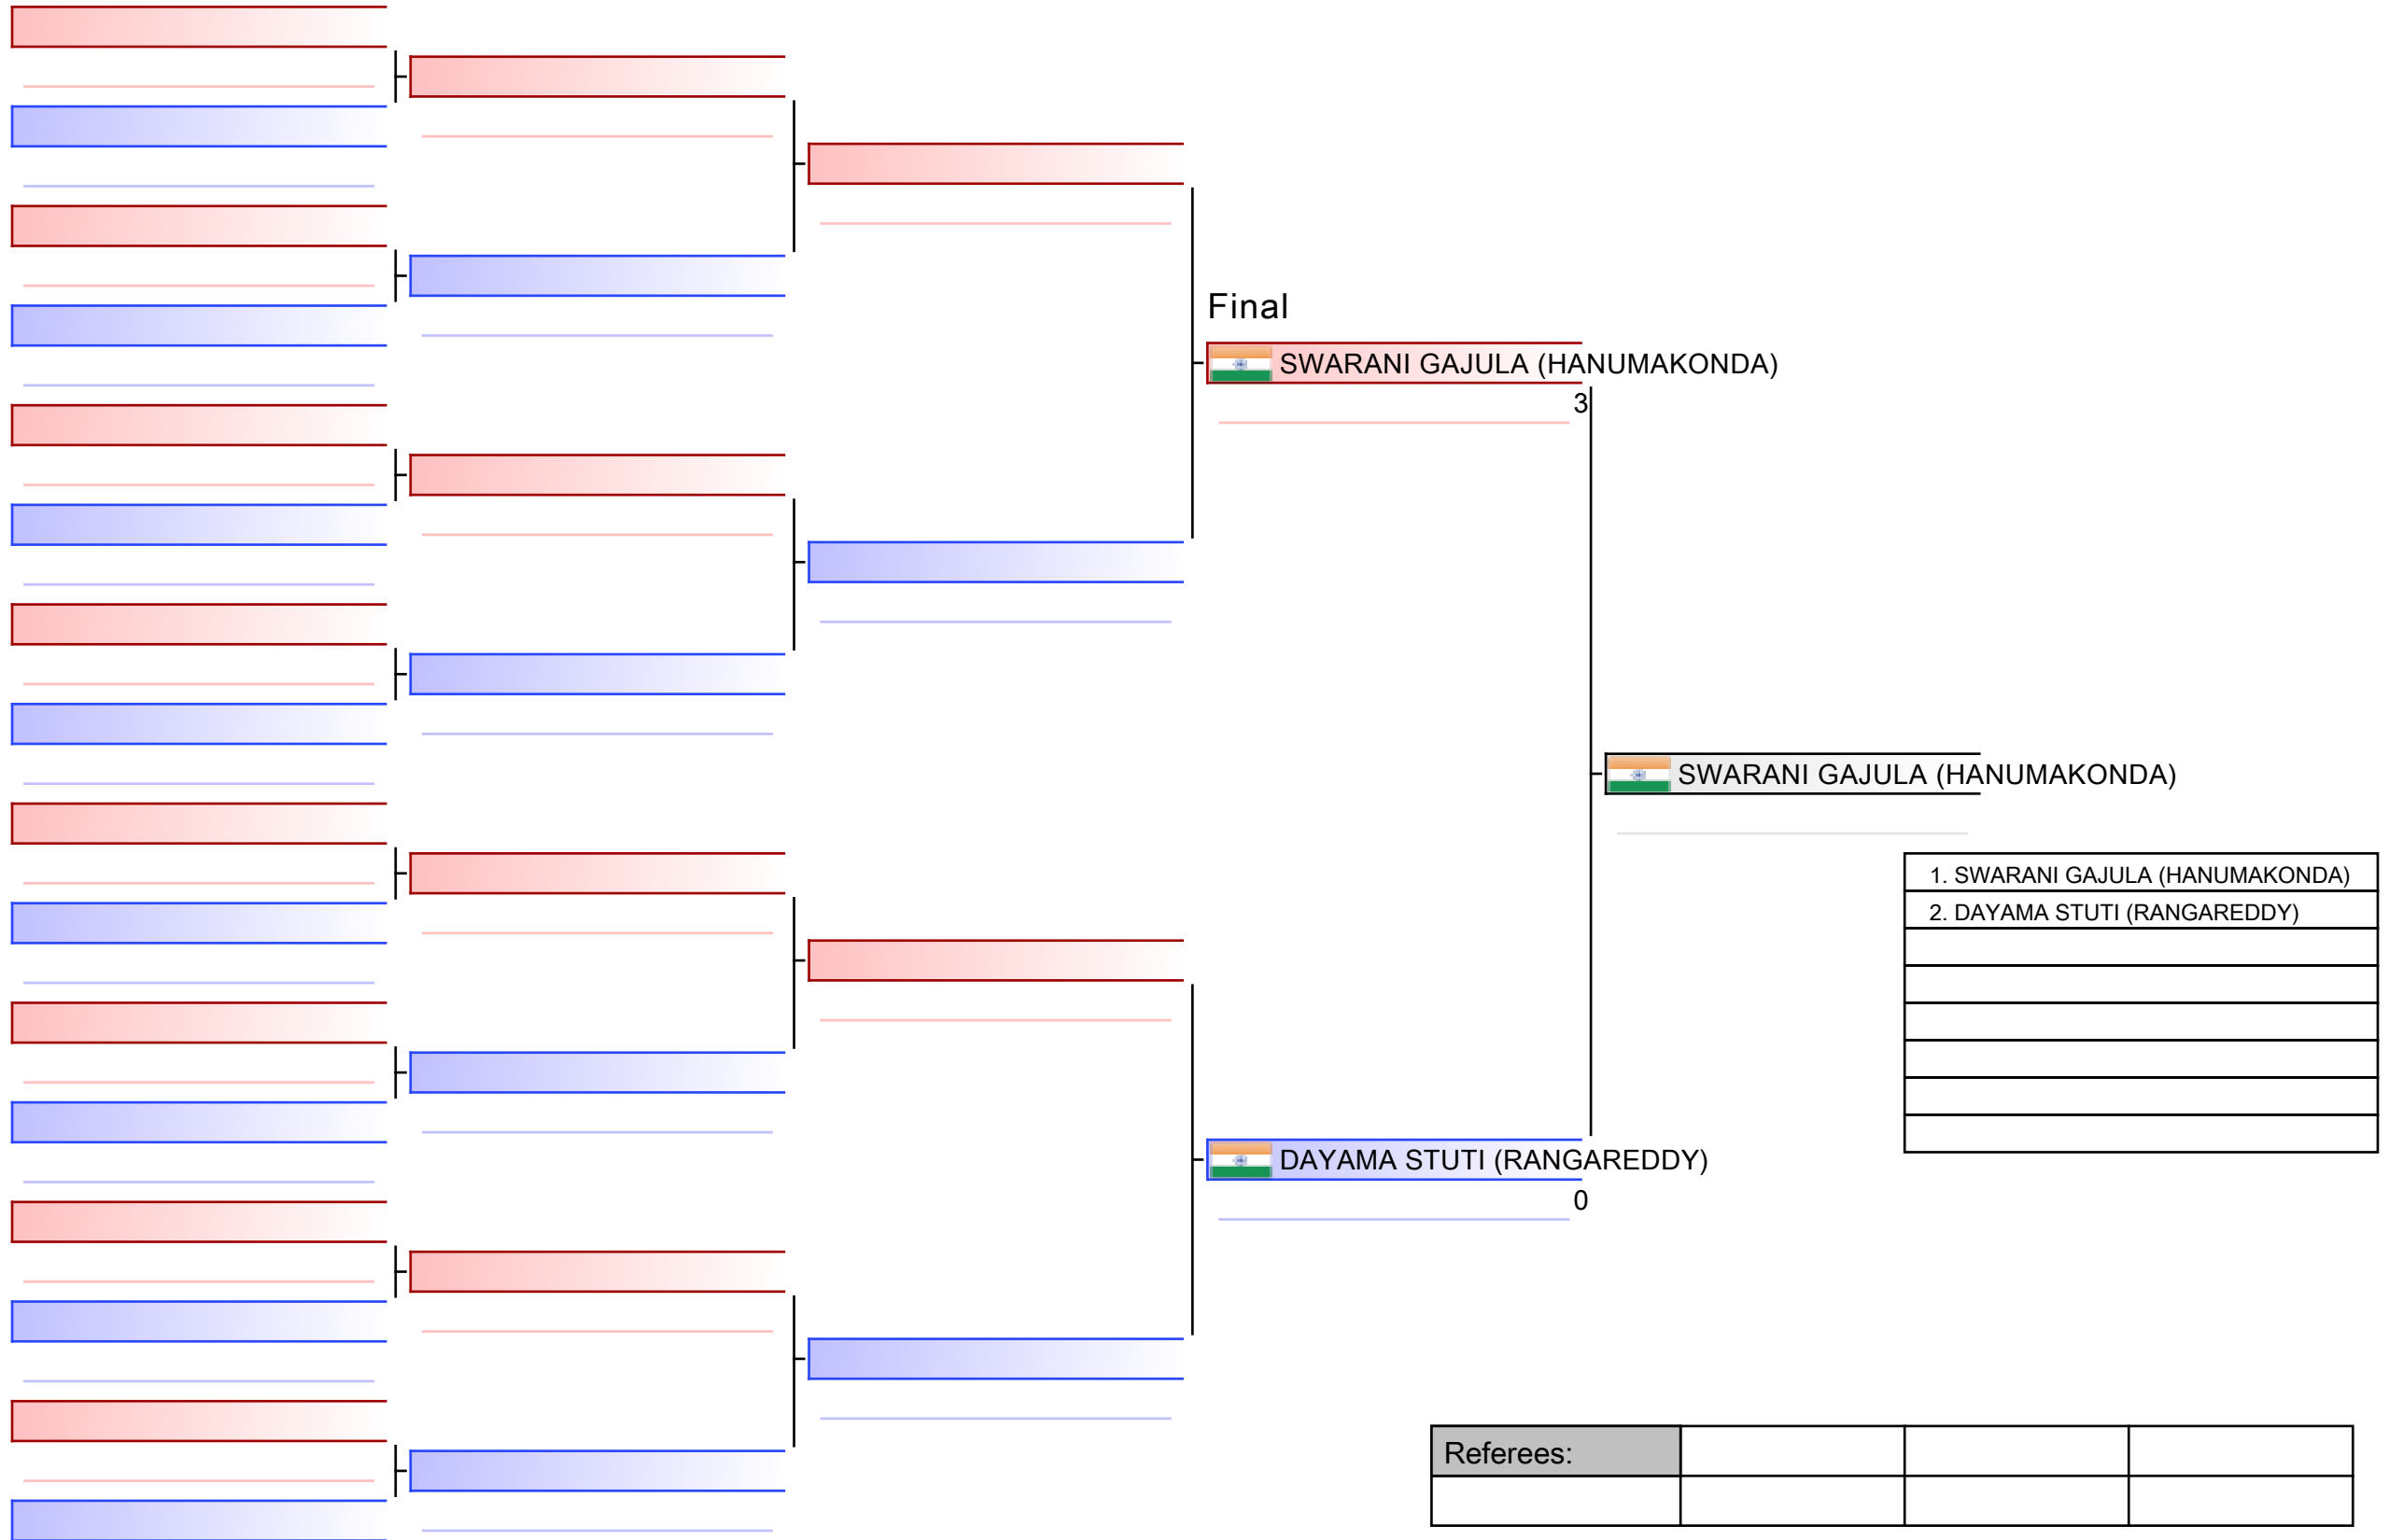 Final
SWARANI GAJULA (HANUMAKONDA)
3
SWARANI GAJULA (HANUMAKONDA)
1. SWARANI GAJULA (HANUMAKONDA)
2. DAYAMA STUTI (RANGAREDDY)
DAYAMA STUTI (RANGAREDDY)
0
Referees: